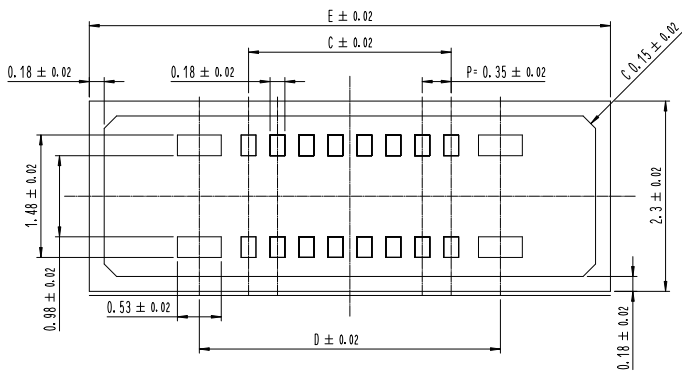 E ± 0.02
C ± 0.02
0.18 ± 0.02
0.18 ± 0.02
P= 0.35 ± 0.02
C 0.15 ± 0.02
1.48 ± 0.02
0.98 ± 0.02
2.3 ± 0.02
0.53 ± 0.02
D ± 0.02
0.18 ± 0.02